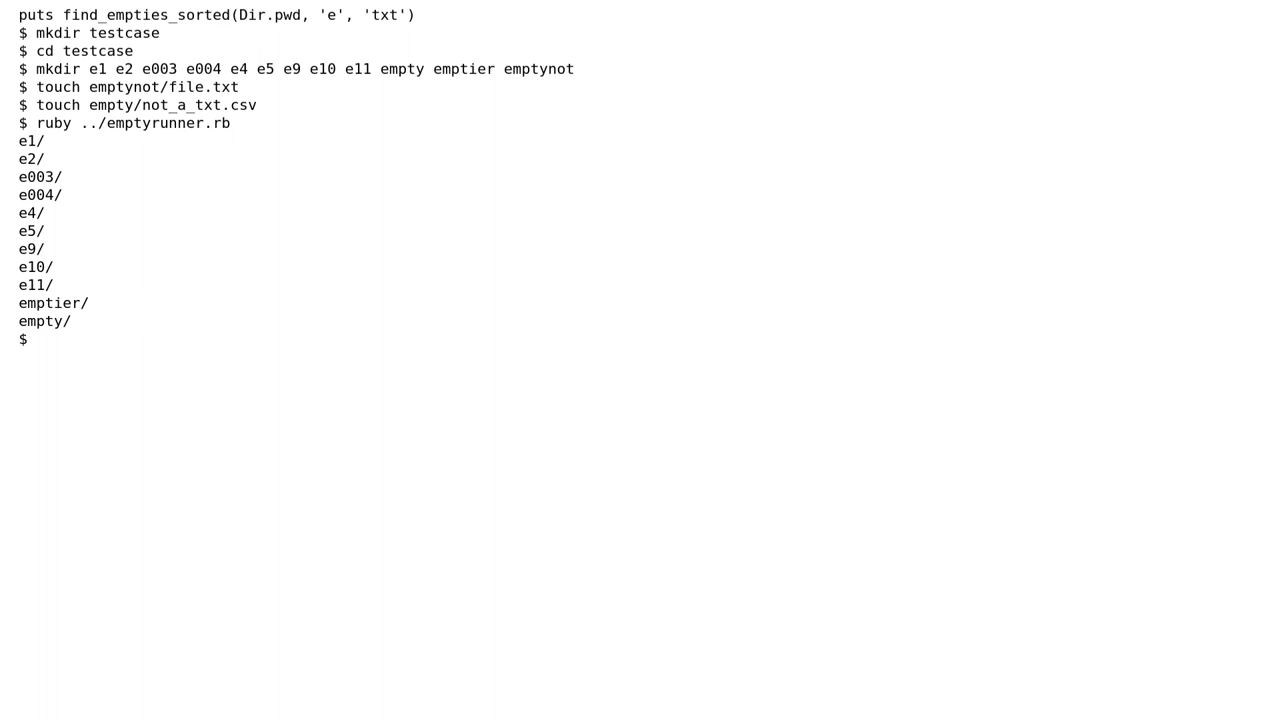 puts find_empties_sorted(Dir.pwd, 'e', 'txt')
$ mkdir testcase
$ cd testcase
$ mkdir e1 e2 e003 e004 e4 e5 e9 e10 e11 empty emptier emptynot
$ touch emptynot/file.txt
$ touch empty/not_a_txt.csv
$ ruby ../emptyrunner.rb
e1/
e2/
e003/
e004/
e4/
e5/
e9/
e10/
e11/
emptier/
empty/
$